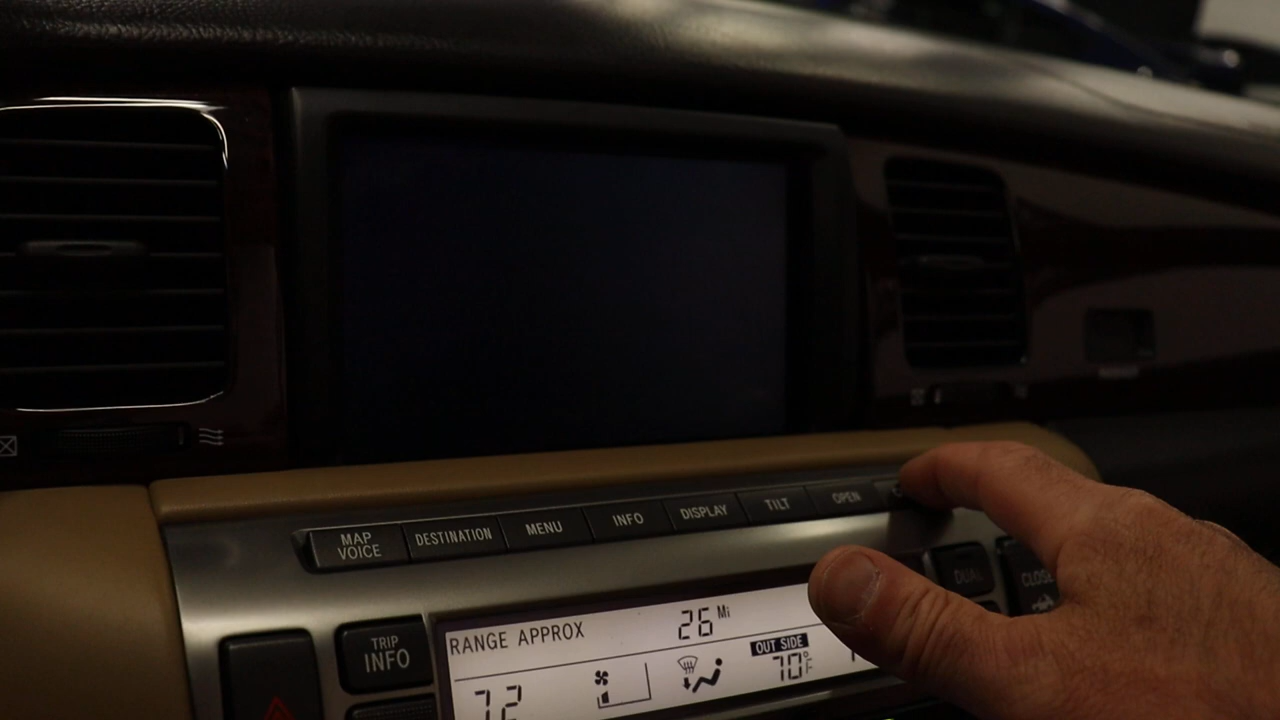 MAP
VOICE
DESTINATION
MENU
INFO
DISPLAY
TILT
OPEN
DUAL
CLOSE
TRIP
INFO
RANGE APPROX 26 Mi
72
OUT SIDE
70°F